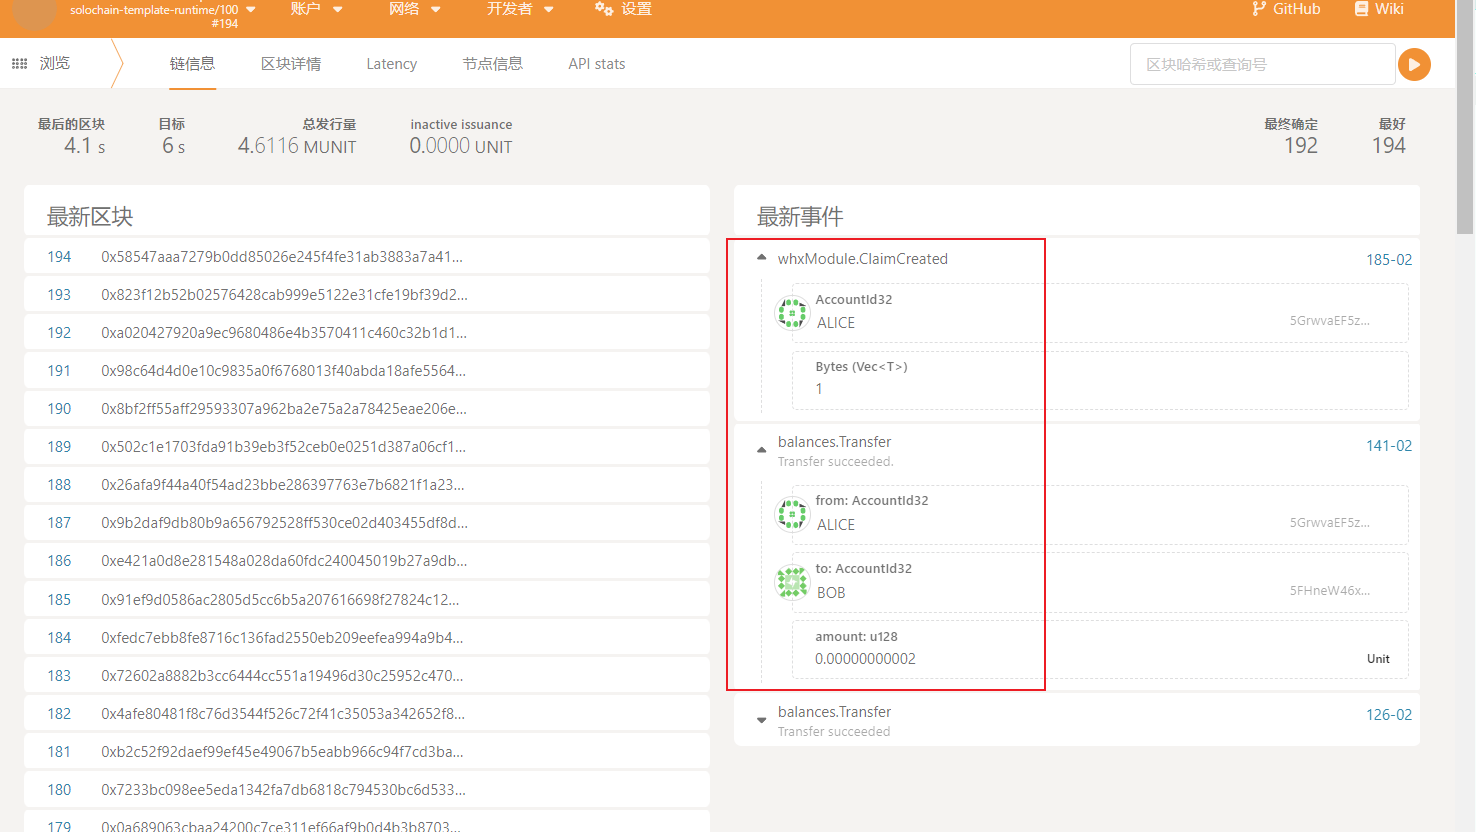 solochain-template-runtime/100
#194
账户
网络
开发者
设置
GitHub
Wiki
浏览
链信息
区块详情
Latency
节点信息
API stats
区块哈希或查询号
最后的区块
4.1 s
目标
6 s
总发行量
4.6116 MUNIT
inactive issuance
0.0000 UNIT
最终确定
192
最好
194
最新区块
194 0x58547aaa7279b0dd85026e245f4fe31ab3883a7a41...
193 0x823f12b52b02576428cab999e5122e31cfe19bf39d2...
192 0xa020427920a9ec9680486e4b3570411c460c32b1d1...
191 0x98c64d4d0e10c9835a0f6768013f40abda18afe5564...
190 0x8bf2ff55aff29593307a962ba2e75a2a78425eae206e...
189 0x502c1e1703fda91b39eb3f52ceb0e0251d387a06cf1...
188 0x26afa9f44a40f54ad23bbe286397763e7b6821f1a23...
187 0x9b2daf9db80b9a656792528ff530ce02d403455df8d...
186 0xe421a0d8e281548a028da60fdc240045019b27a9db...
185 0x91ef9d0586ac2805d5cc6b5a207616698f27824c12...
184 0xfedc7ebb8fe8716c136fad2550eb209eefea994a9b4...
183 0x72602a8882b3cc6444cc551a19496d30c25952c470...
182 0x4afe80481f8c76d3544f526c72f41c35053a342652f8...
181 0xb2c52f92daef99ef45e49067b5eabb966c94f7cd3ba...
180 0x7233bc098ee5eda1342fa7db6818c794530bc6d533...
179 0x0a689063cbaa24200c7ce311ef66af9b0d4b3b8703...
最新事件
whxModule.ClaimCreated 185-02
AccountId32
ALICE 5GrwvaEF5z...
Bytes (Vec<T>)
1
balances.Transfer 141-02
Transfer succeeded.
from: AccountId32
ALICE 5GrwvaEF5z...
to: AccountId32
BOB 5FHneW46x...
amount: u128
0.00000000002 Unit
balances.Transfer 126-02
Transfer succeeded